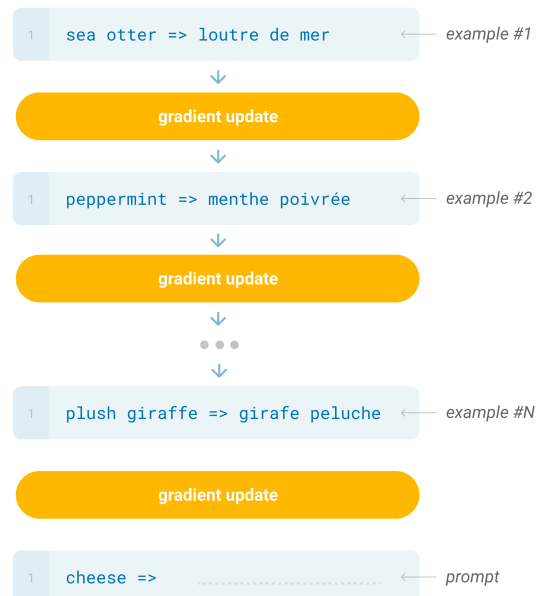 1 sea otter => loutre de mer example #1
gradient update
1 peppermint => menthe poivrée example #2
gradient update
1 plush giraffe => girafe peluche example #N
gradient update
1 cheese => prompt